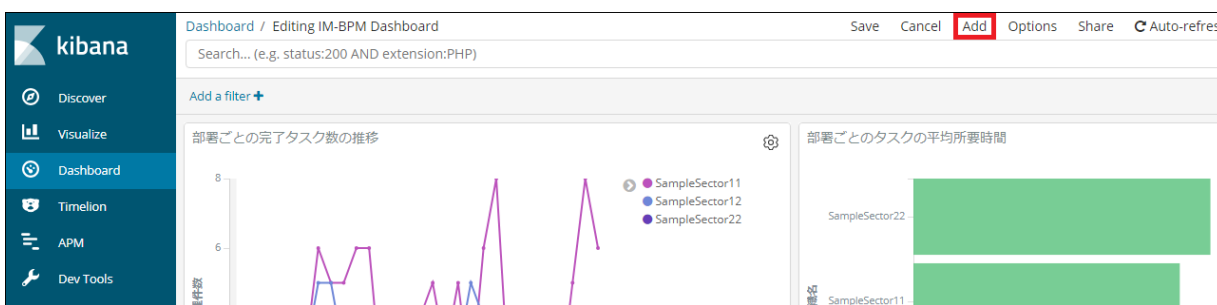 kibana
Discover
Visualize
Dashboard
Timelion
APM
Dev Tools
Dashboard / Editing IM-BPM Dashboard
Save Cancel Add Options Share Auto-refres
Search... (e.g. status:200 AND extension:PHP)
Add a filter
部署ごとの完了タスク数の推移
8
6
SampleSector11
SampleSector12
SampleSector22
部署ごとのタスクの平均所要時間
SampleSector22
SampleSector11